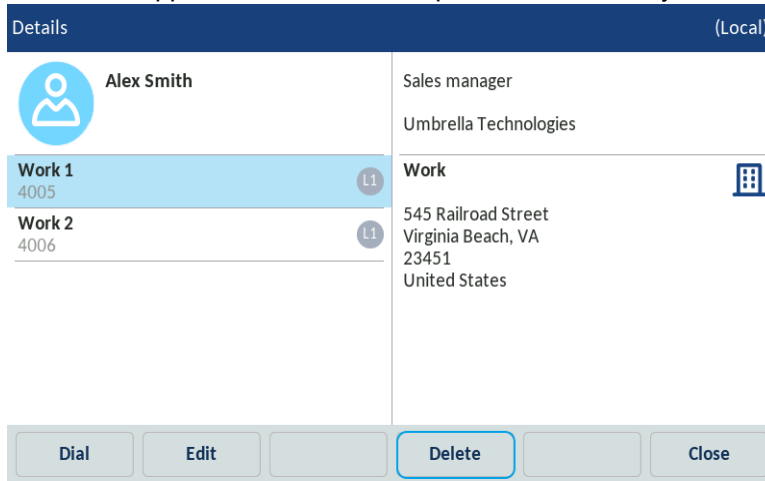 Details (Local)
Alex Smith
Work 1
4005
L1
Work 2
4006
L1
Sales manager
Umbrella Technologies
Work
545 Railroad Street
Virginia Beach, VA
23451
United States
Dial Edit Delete Close